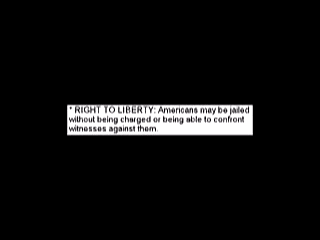 * RIGHT TO LIBERTY: Americans may be jailed
without being charged or being able to confront
witnesses against them.